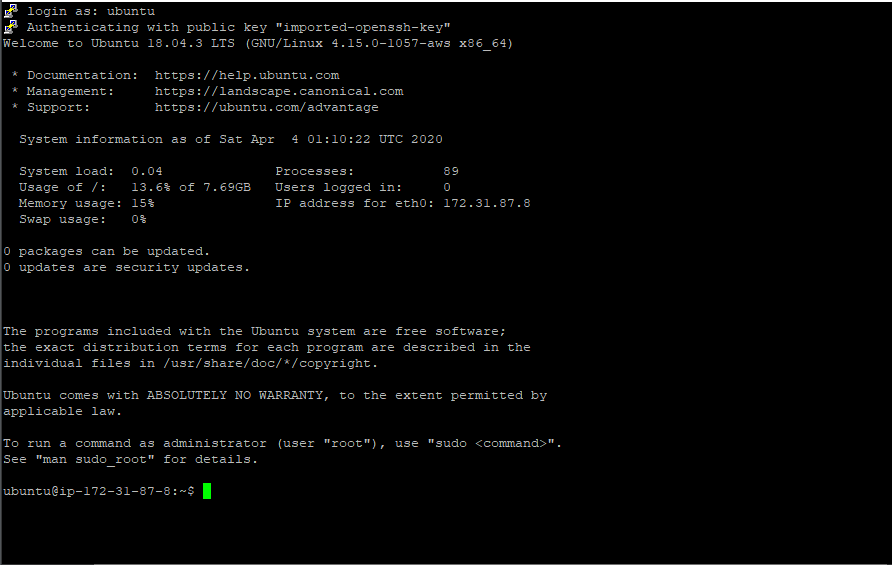 login as: ubuntu
Authenticating with public key "imported-openssh-key"
Welcome to Ubuntu 18.04.3 LTS (GNU/Linux 4.15.0-1057-aws x86_64)
* Documentation:  https://help.ubuntu.com
* Management:     https://landscape.canonical.com
* Support:        https://ubuntu.com/advantage
System information as of Sat Apr  4 01:10:22 UTC 2020
System load:  0.04              Processes:           89
Usage of /:   13.6% of 7.69GB   Users logged in:     0
Memory usage: 15%               IP address for eth0: 172.31.87.8
Swap usage:   0%
0 packages can be updated.
0 updates are security updates.
The programs included with the Ubuntu system are free software;
the exact distribution terms for each program are described in the
individual files in /usr/share/doc/*/copyright.
Ubuntu comes with ABSOLUTELY NO WARRANTY, to the extent permitted by
applicable law.
To run a command as administrator (user "root"), use "sudo <command>".
See "man sudo_root" for details.
ubuntu@ip-172-31-87-8:~$